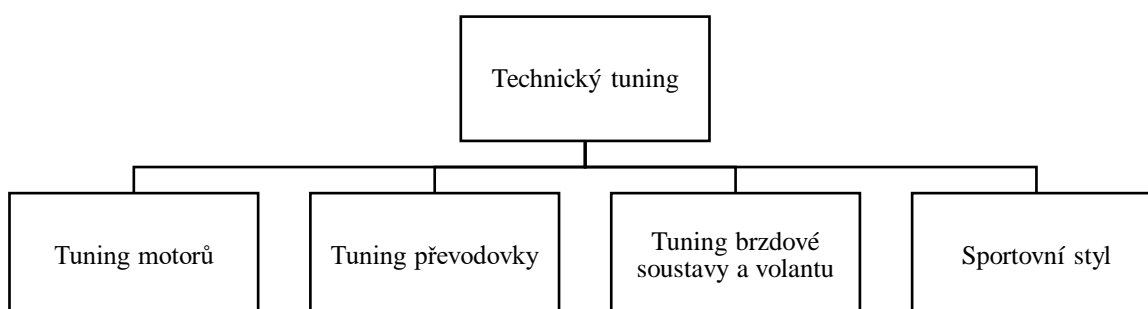 Technický tuning
Tuning motorů
Tuning převodovky
Tuning brzdové
soustavy a volantu
Sportovní styl